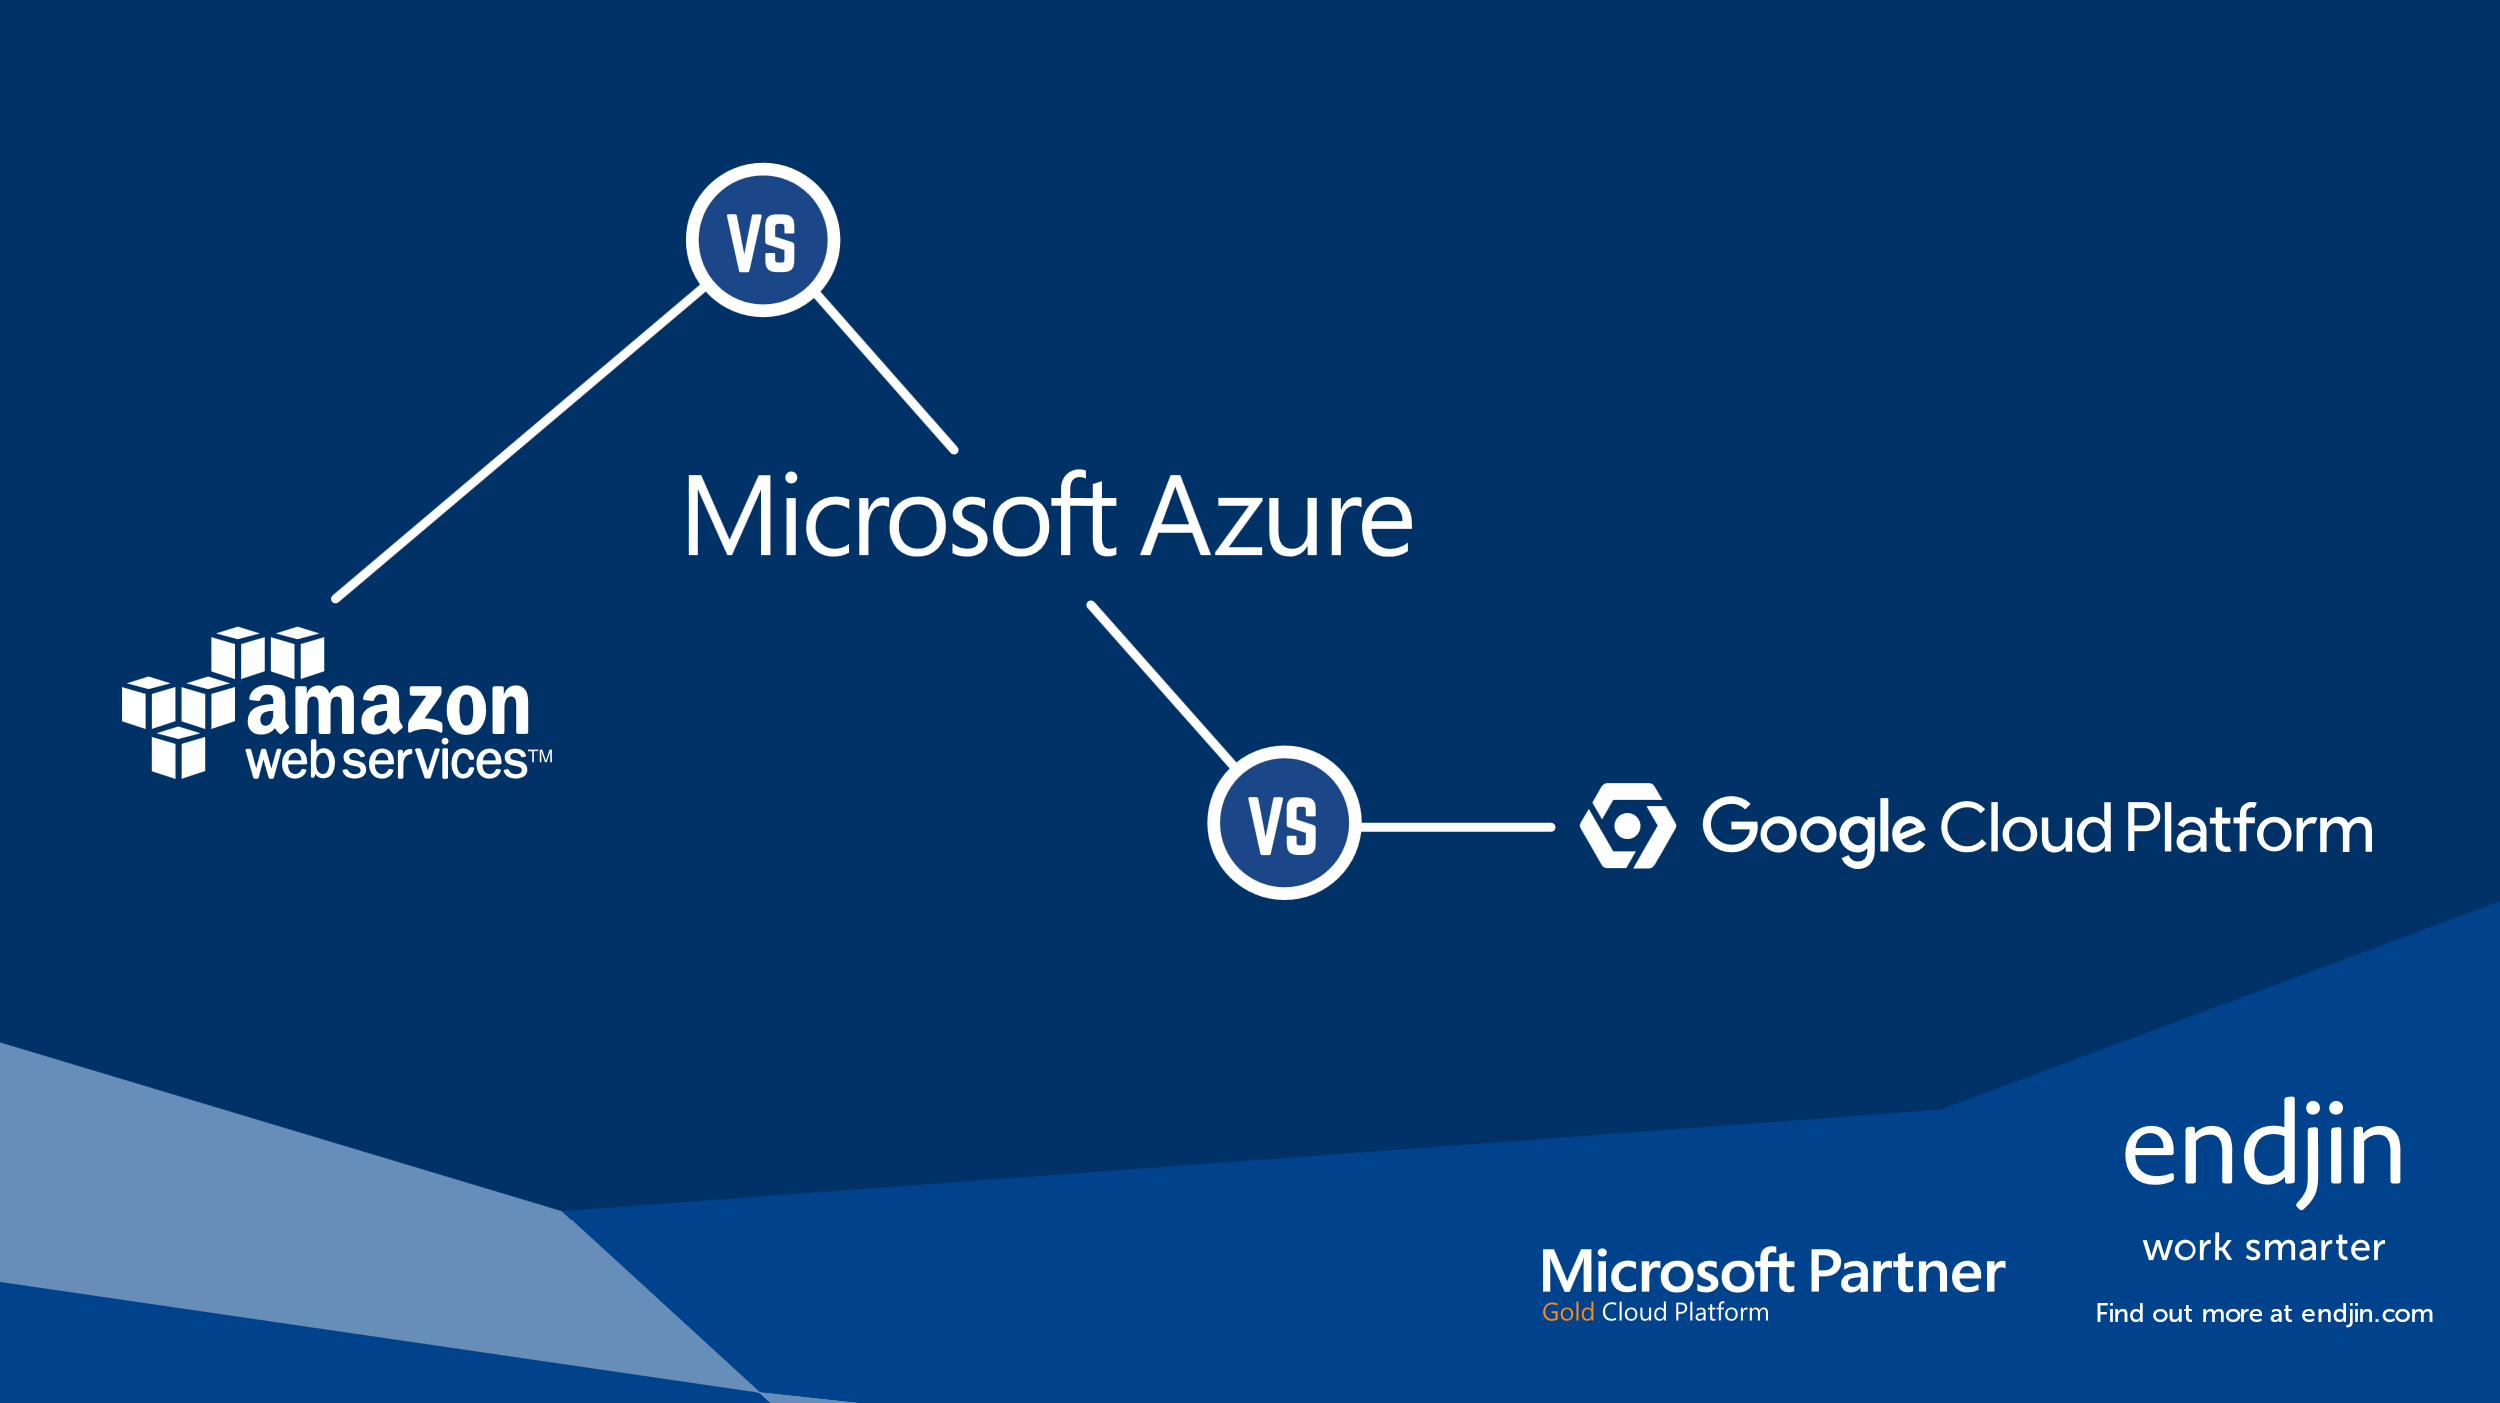 VS
Microsoft Azure
amazon
web services™
VS
Google Cloud Platform
endjin
work smarter
Microsoft Partner
Gold Cloud Platform
Find out more at endjin.com